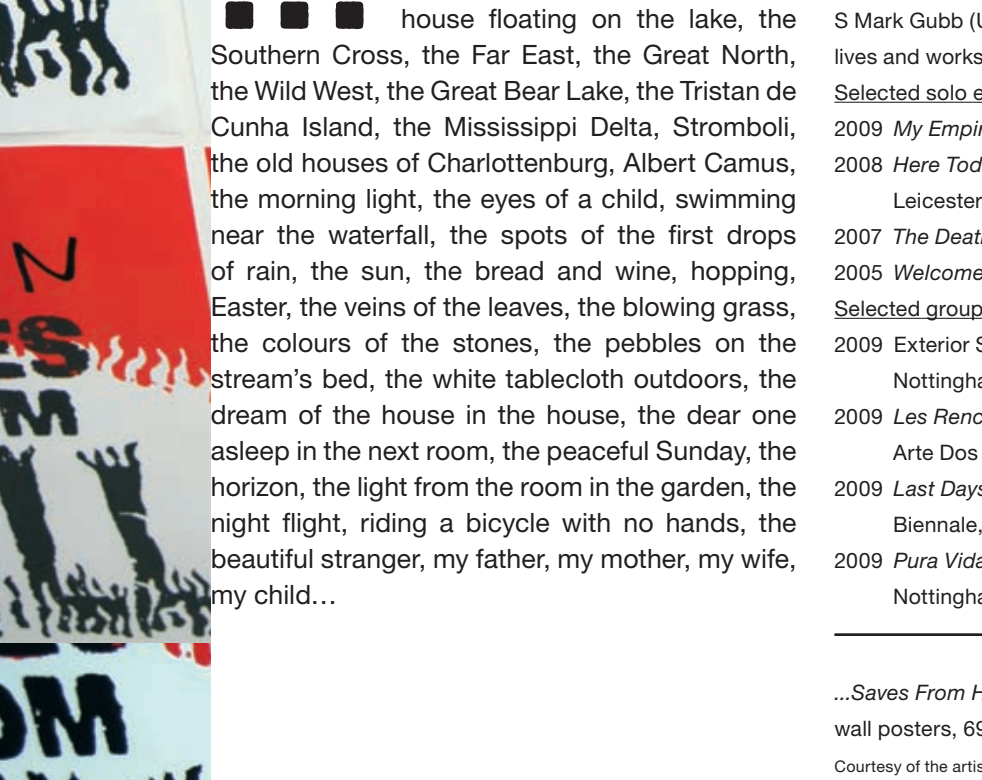 house floating on the lake, the
Southern Cross, the Far East, the Great North,
the Wild West, the Great Bear Lake, the Tristan de
Cunha Island, the Mississippi Delta, Stromboli,
the old houses of Charlottenburg, Albert Camus,
the morning light, the eyes of a child, swimming
near the waterfall, the spots of the first drops
of rain, the sun, the bread and wine, hopping,
Easter, the veins of the leaves, the blowing grass,
the colours of the stones, the pebbles on the
stream's bed, the white tablecloth outdoors, the
dream of the house in the house, the dear one
asleep in the next room, the peaceful Sunday, the
horizon, the light from the room in the garden, the
night flight, riding a bicycle with no hands, the
beautiful stranger, my father, my mother, my wife,
my child…
S Mark Gubb (U
lives and works
Selected solo e
2009 My Empi
2008 Here Tod
Leicester
2007 The Deat
2005 Welcome
Selected group
2009 Exterior S
Nottingha
2009 Les Renc
Arte Dos
2009 Last Days
Biennale,
2009 Pura Vida
Nottingha
...Saves From H
wall posters, 69
Courtesy of the artis
N
ES
M
OM